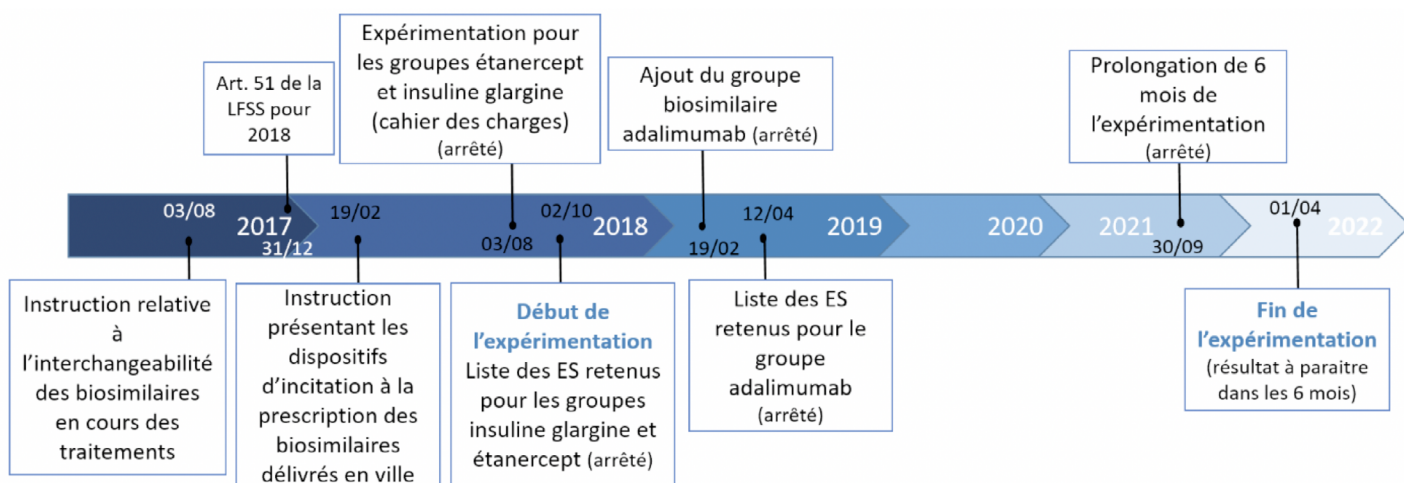 Art. 51 de la
LFSS pour
2018
Expérimentation pour
les groupes étanercept
et insuline glargine
(cahier des charges)
(arrêté)
Ajout du groupe
biosimilaire
adalimumab (arrêté)
Prolongation de 6
mois de
l’expérimentation
(arrêté)
03/08
2017
31/12
19/02
03/08
02/10
2018
19/02
12/04
2019
2020
2021
30/09
01/04
2022
Instruction relative
à
l’interchangeabilité
des biosimilaires
en cours des
traitements
Instruction
présentant les
dispositifs
d’incitation à la
prescription des
biosimilaires
délivrés en ville
Début de
l’expérimentation
Liste des ES retenus
pour les groupes
insuline glargine et
étanercept (arrêté)
Liste des ES
retenus pour le
groupe
adalimumab
(arrêté)
Fin de
l’expérimentation
(résultat à paraitre
dans les 6 mois)